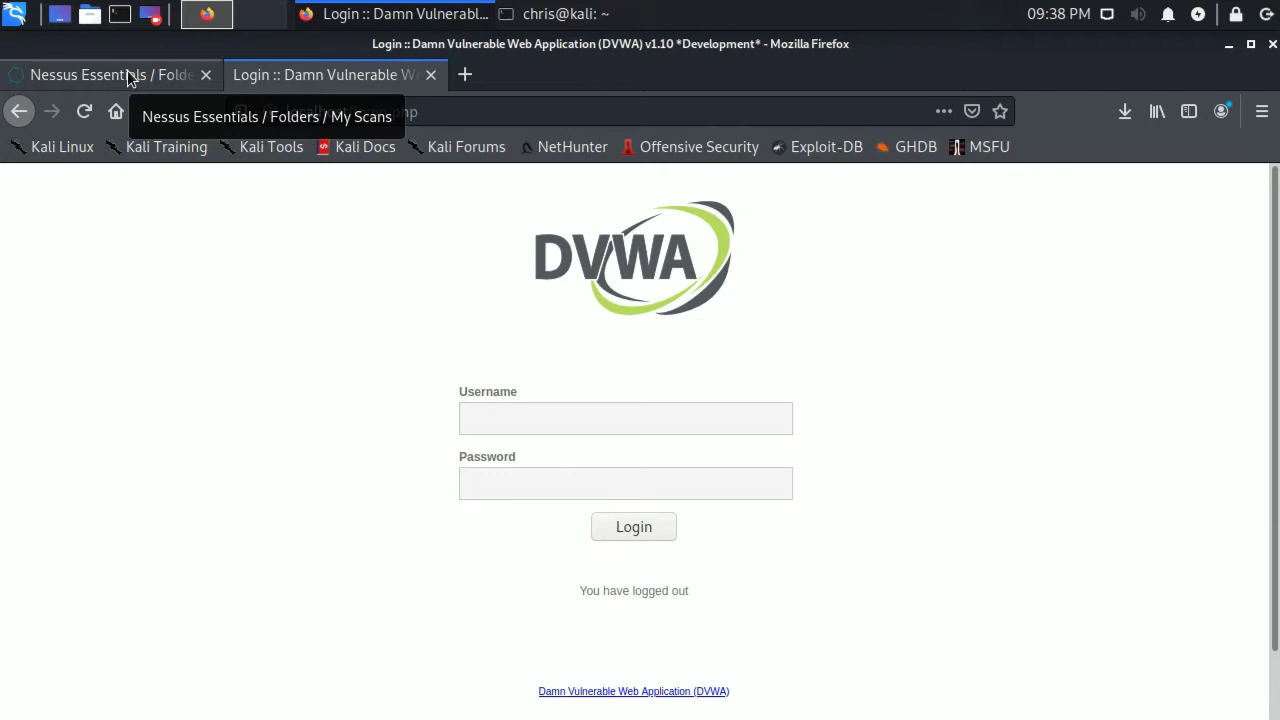 Login :: Damn Vulnerabl... chris@kali: ~ 09:38 PM
Login :: Damn Vulnerable Web Application (DVWA) v1.10 *Development* - Mozilla Firefox
Nessus Essentials / Folde Login :: Damn Vulnerable W
Nessus Essentials / Folders / My Scans
Kali Linux Kali Training Kali Tools Kali Docs Kali Forums NetHunter Offensive Security Exploit-DB GHDB MSFU
DVWA
Username
Password
Login
You have logged out
Damn Vulnerable Web Application (DVWA)